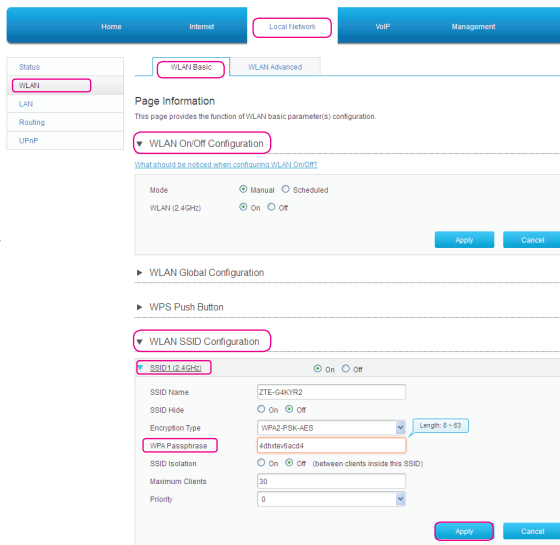 Home Internet Local Network VoIP Management
Status
WLAN
LAN
Routing
UPnP
WLAN Basic WLAN Advanced
Page Information
This page provides the function of WLAN basic parameter(s) configuration.
WLAN On/Off Configuration
What should be noticed when configuring WLAN On/Off?
Mode Manual Scheduled
WLAN (2.4GHz) On Off
Apply Cancel
WLAN Global Configuration
WPS Push Button
WLAN SSID Configuration
SSID1 (2.4GHz) On Off
SSID Name ZTE-G4KYR2
SSID Hide On Off
Encryption Type WPA2-PSK-AES Length: 8 ~ 63
WPA Passphrase 4dhxtev6acd4
SSID Isolation On Off (between clients inside this SSID)
Maximum Clients 30
Priority 0
Apply Cancel